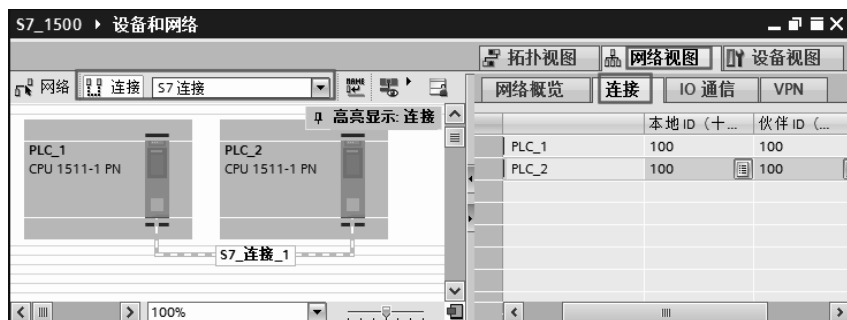 S7_1500 ▸ 设备和网络
拓扑视图 网络视图 设备视图
网络 连接 S7 连接
网络概览 连接 IO 通信 VPN
高亮显示: 连接
本地 ID（十... 伙伴 ID（...
PLC_1 100 100
PLC_2 100 100
PLC_1
CPU 1511-1 PN
PLC_2
CPU 1511-1 PN
S7_连接_1
100%